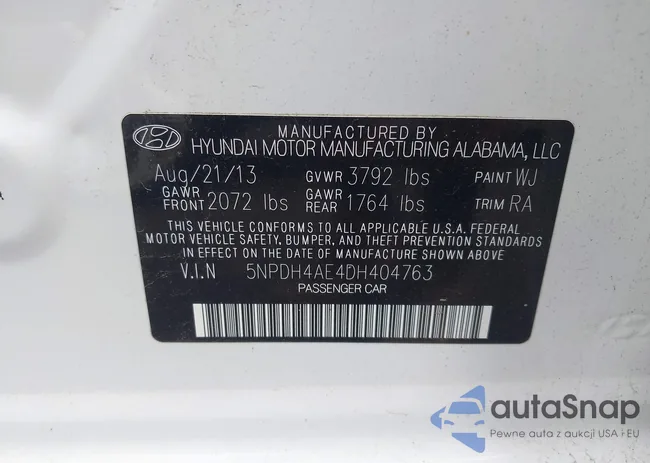 MANUFACTURED BY
HYUNDAI MOTOR MANUFACTURING ALABAMA, LLC
Aug/21/13 GVWR 3792 lbs PAINT WJ
GAWR FRONT 2072 lbs GAWR REAR 1764 lbs TRIM RA
THIS VEHICLE CONFORMS TO ALL APPLICABLE U.S.A. FEDERAL
MOTOR VEHICLE SAFETY, BUMPER, AND THEFT PREVENTION STANDARDS
IN EFFECT ON THE DATE OF MANUFACTURE SHOWN ABOVE
V.I.N 5NPDH4AE4DH404763
PASSENGER CAR
autoSnap
Pewne auta z aukcji USA i EU